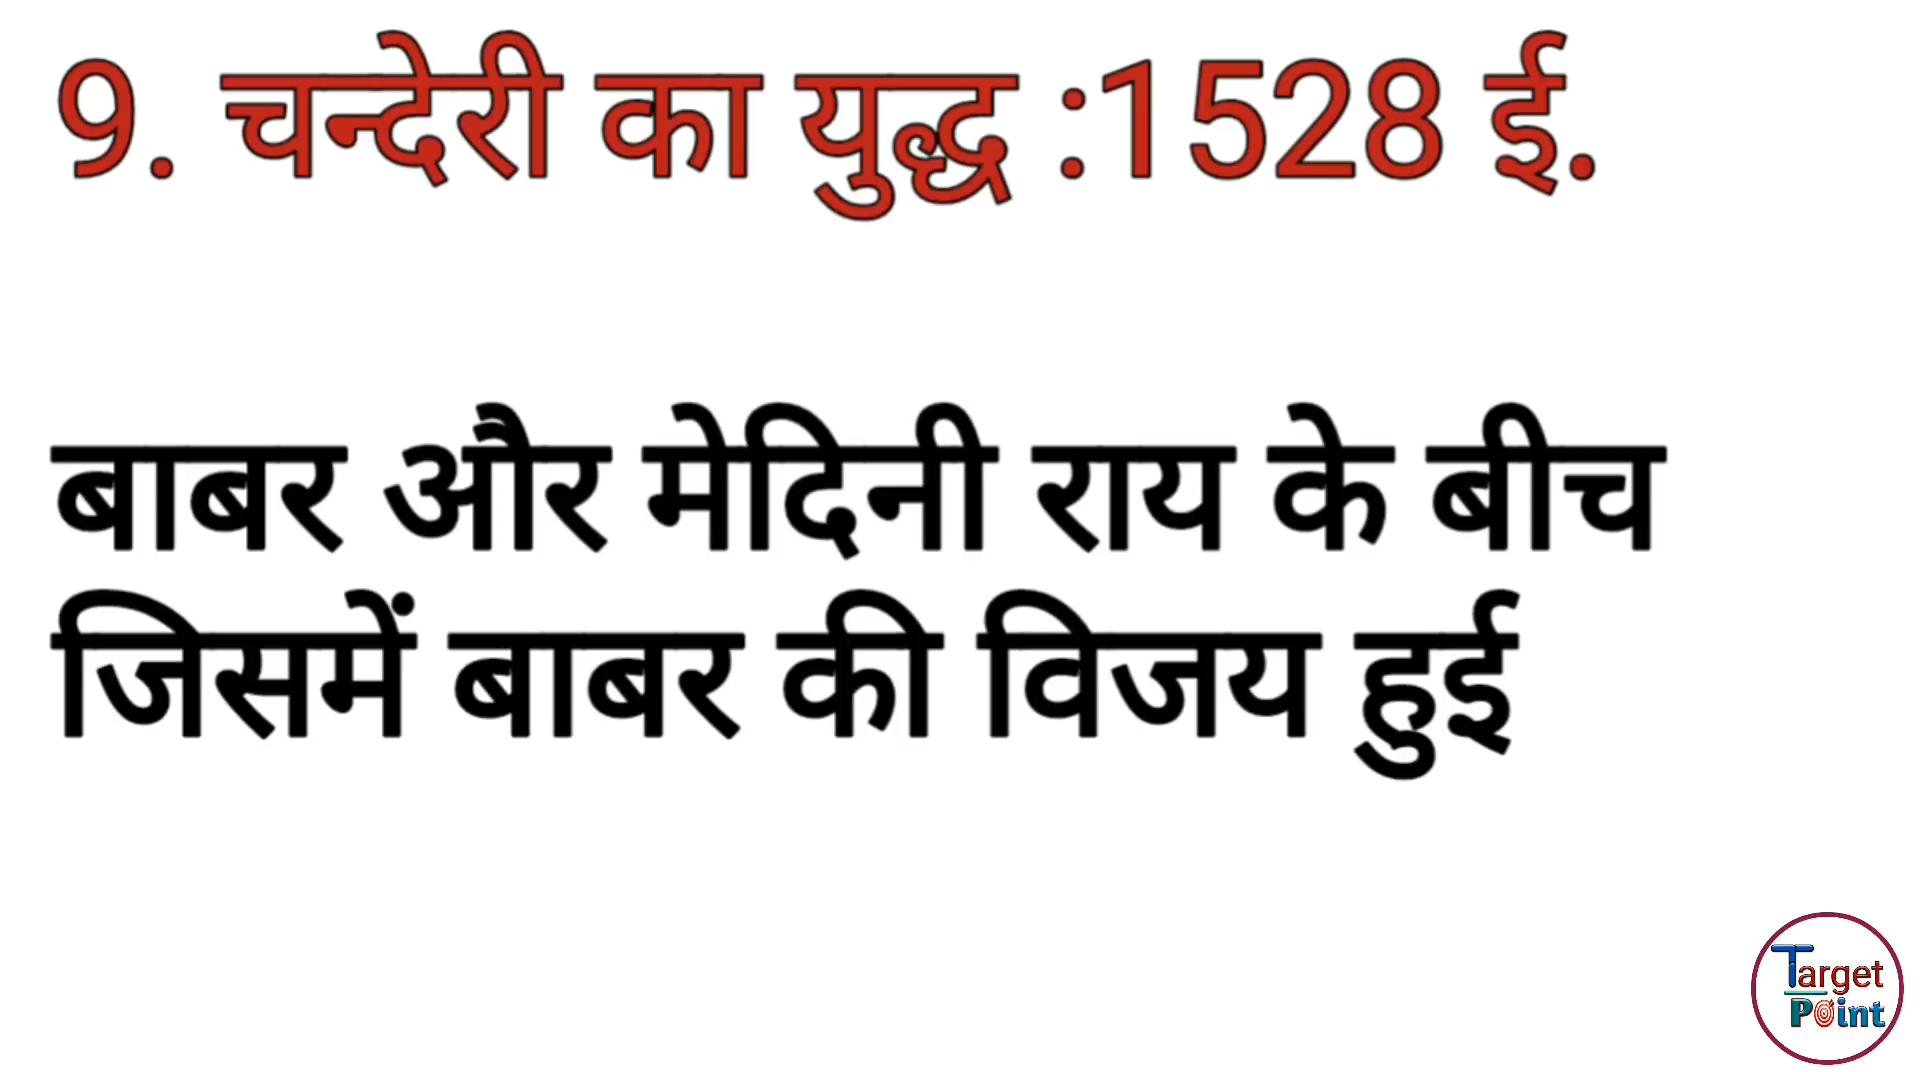 9. चन्देरी का युद्ध :1528 ई.
बाबर और मेदिनी राय के बीच
जिसमें बाबर की विजय हुई
Target
Point